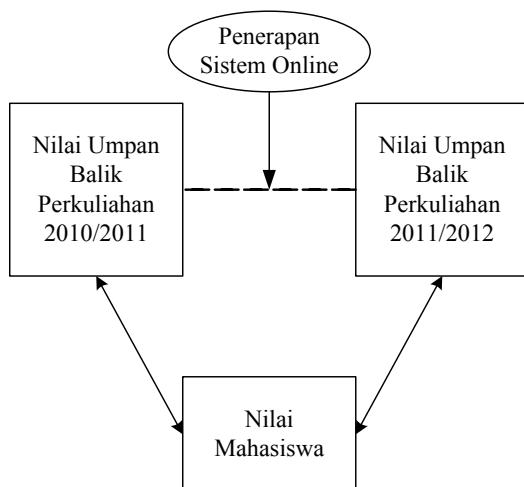 Penerapan
Sistem Online
Nilai Umpan
Balik
Perkuliahan
2010/2011
Nilai Umpan
Balik
Perkuliahan
2011/2012
Nilai
Mahasiswa